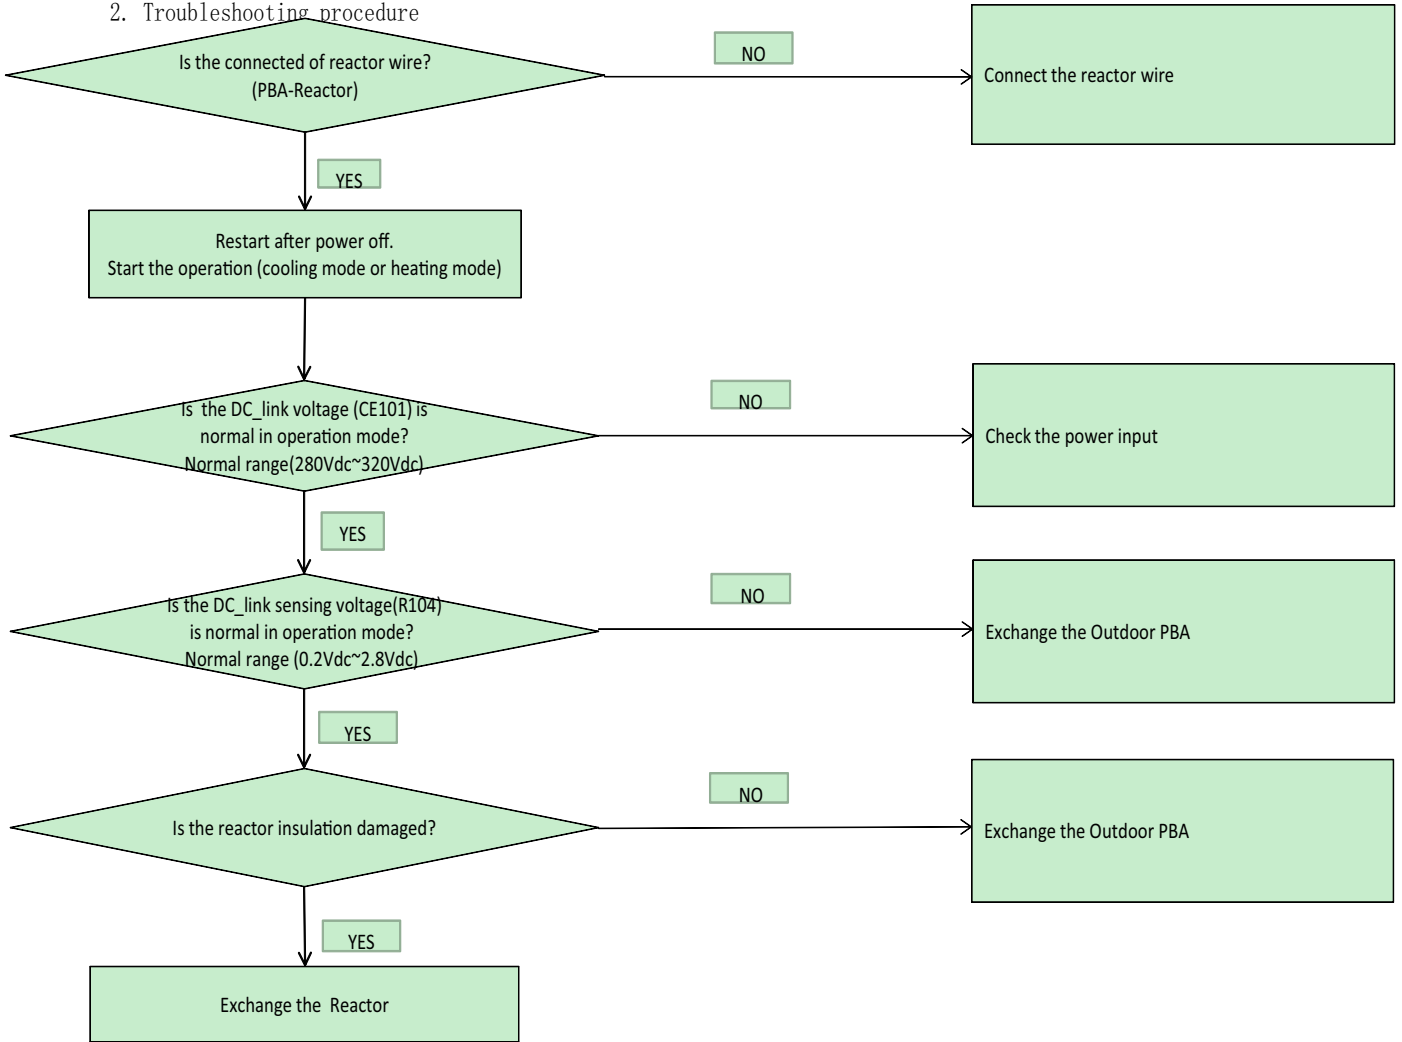 2. Troubleshooting procedure
Is the connected of reactor wire?
(PBA-Reactor)
NO
Connect the reactor wire
YES
Restart after power off.
Start the operation (cooling mode or heating mode)
Is the DC_link voltage (CE101) is
normal in operation mode?
Normal range(280Vdc~320Vdc)
NO
Check the power input
YES
Is the DC_link sensing voltage(R104)
is normal in operation mode?
Normal range (0.2Vdc~2.8Vdc)
NO
Exchange the Outdoor PBA
YES
Is the reactor insulation damaged?
NO
Exchange the Outdoor PBA
YES
Exchange the Reactor